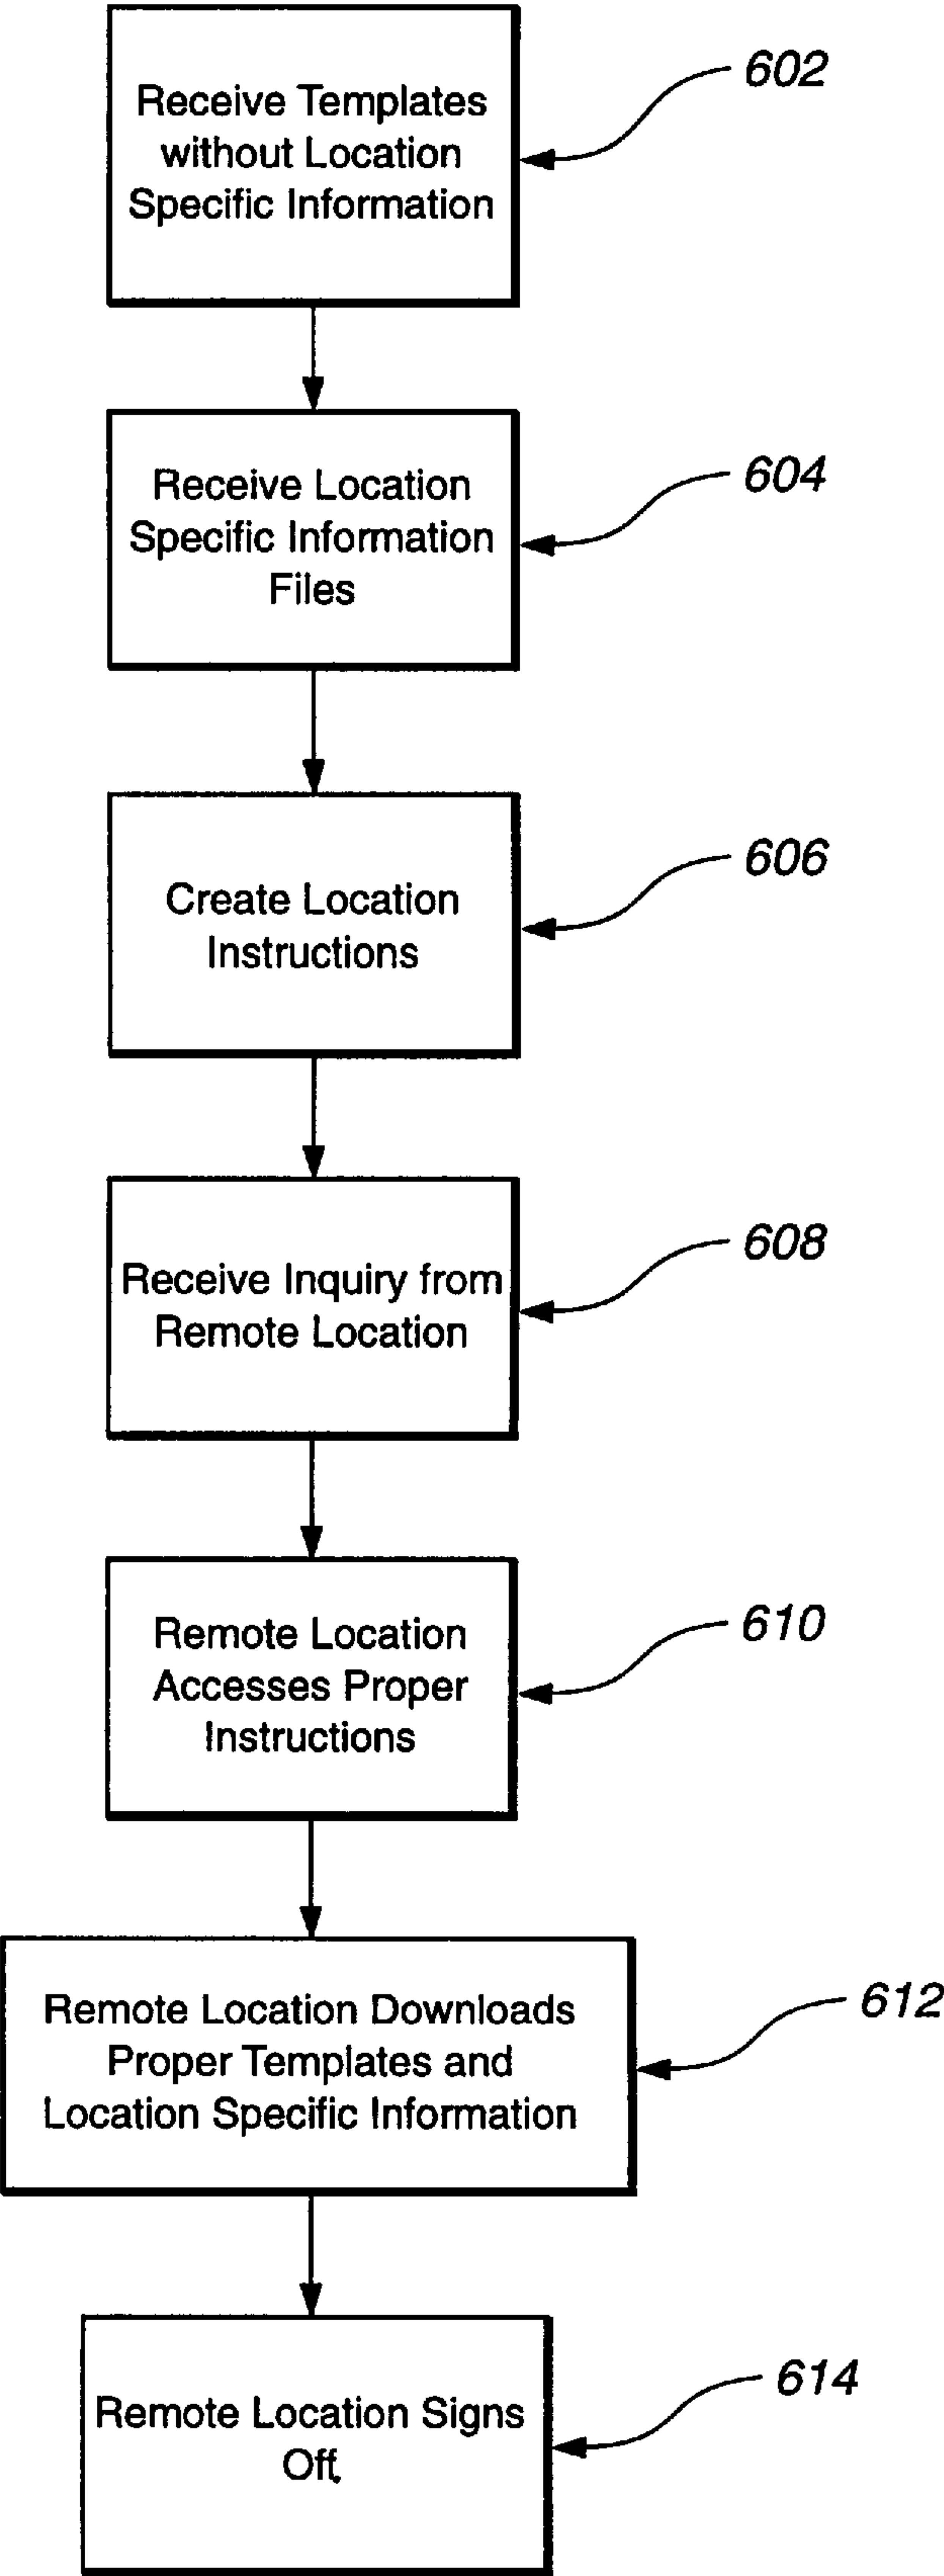 602
Receive Templates
without Location
Specific Information
604
Receive Location
Specific Information
Files
606
Create Location
Instructions
608
Receive Inquiry from
Remote Location
610
Remote Location
Accesses Proper
Instructions
612
Remote Location Downloads
Proper Templates and
Location Specific Information
614
Remote Location Signs
Off.